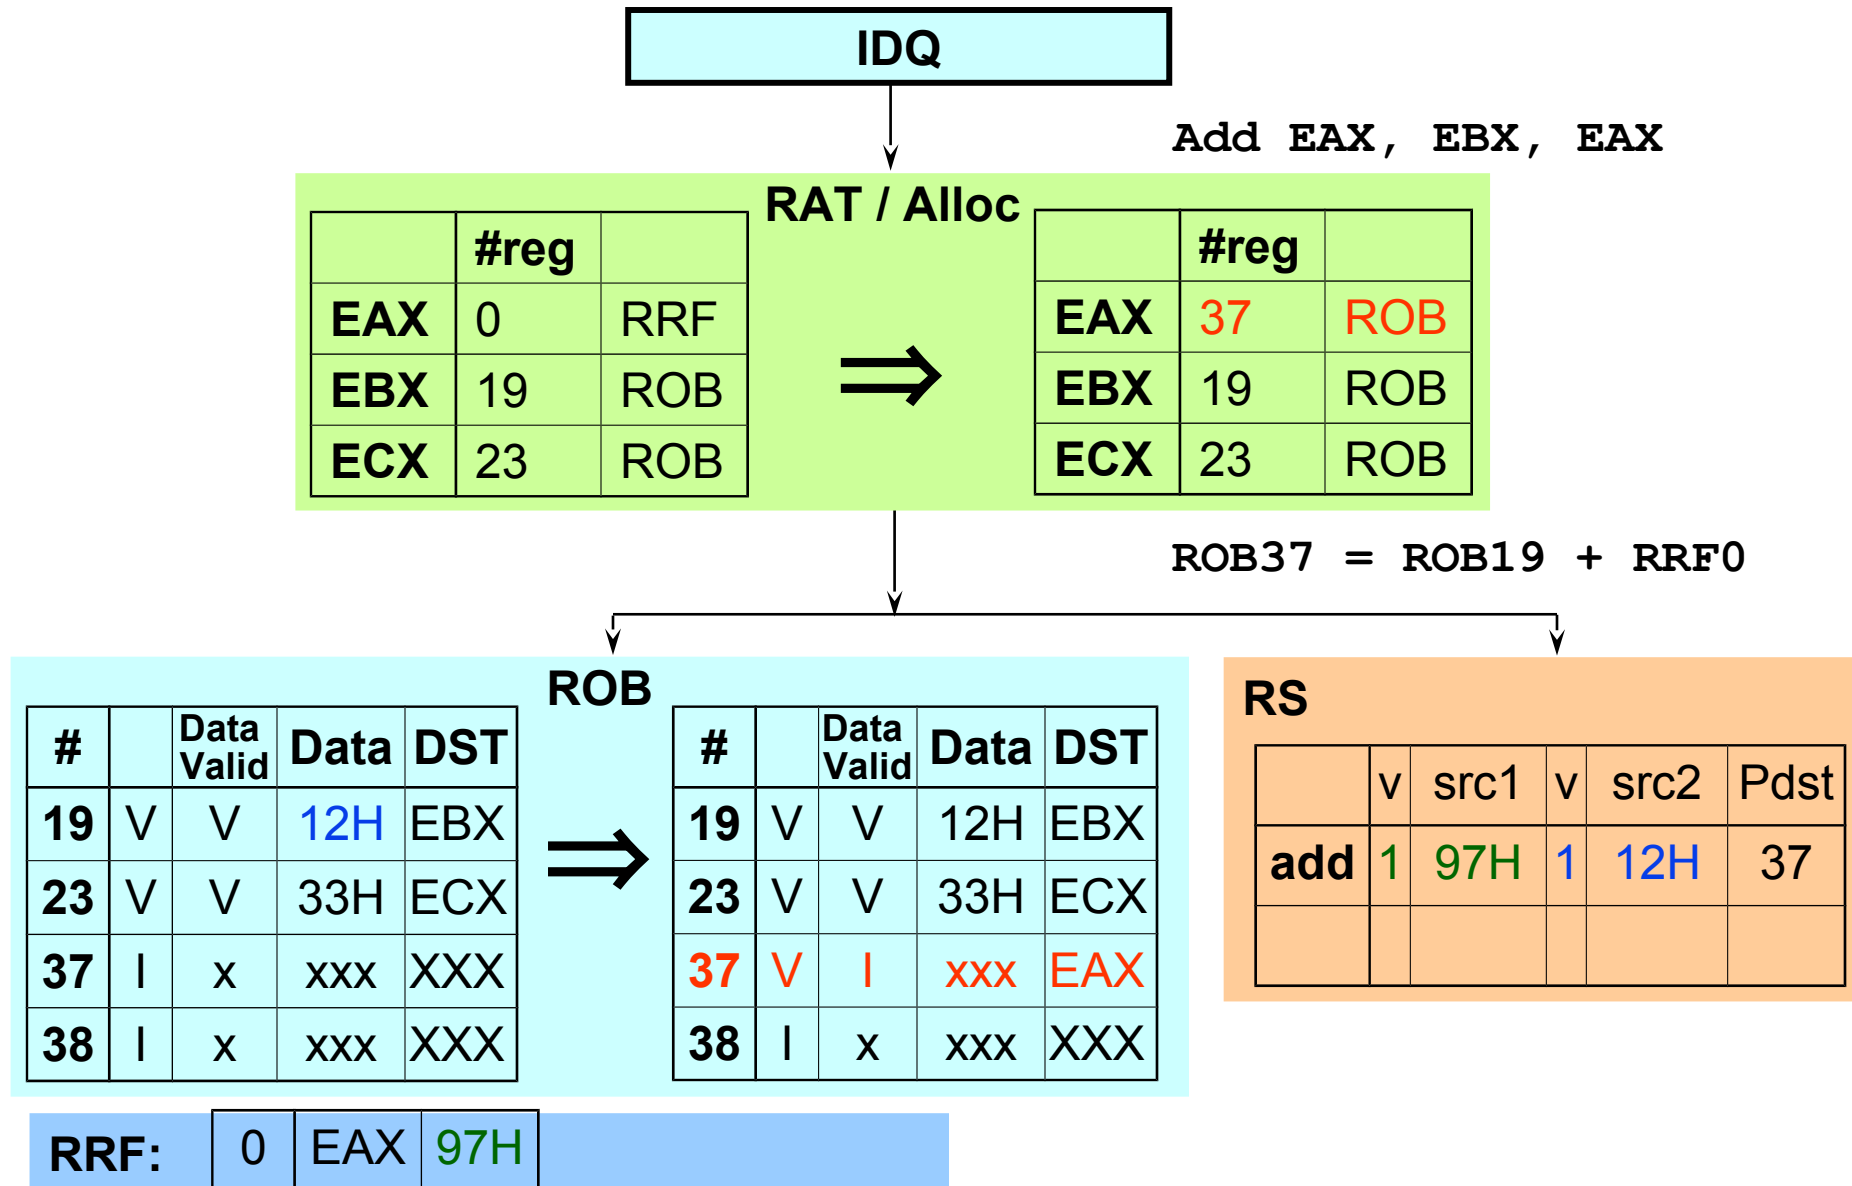 IDQ
Add EAX, EBX, EAX
RAT / Alloc
#reg
EAX 0 RRF
EBX 19 ROB
ECX 23 ROB
⇒
#reg
EAX 37 ROB
EBX 19 ROB
ECX 23 ROB
ROB37 = ROB19 + RRF0
ROB
# Data Valid Data DST
19 V V 12H EBX
23 V V 33H ECX
37 I x xxx XXX
38 I x xxx XXX
⇒
# Data Valid Data DST
19 V V 12H EBX
23 V V 33H ECX
37 V I xxx EAX
38 I x xxx XXX
RS
v src1 v src2 Pdst
add 1 97H 1 12H 37
RRF: 0 EAX 97H